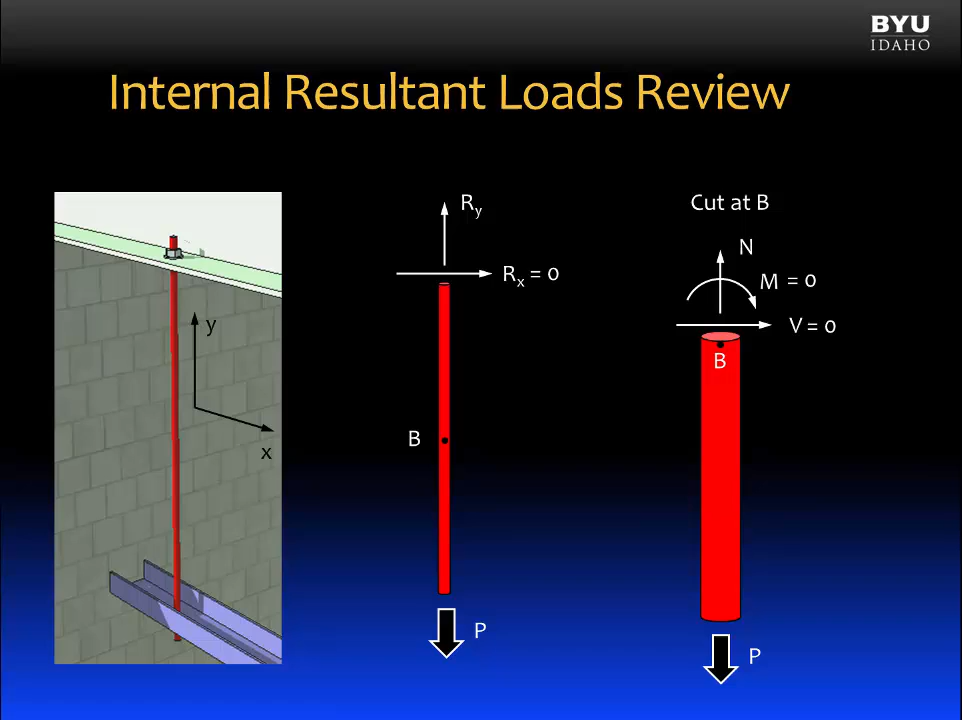 BYU
IDAHO
Internal Resultant Loads Review
y
x
Ry
Rx = 0
B
P
Cut at B
N
M = 0
V = 0
B
P